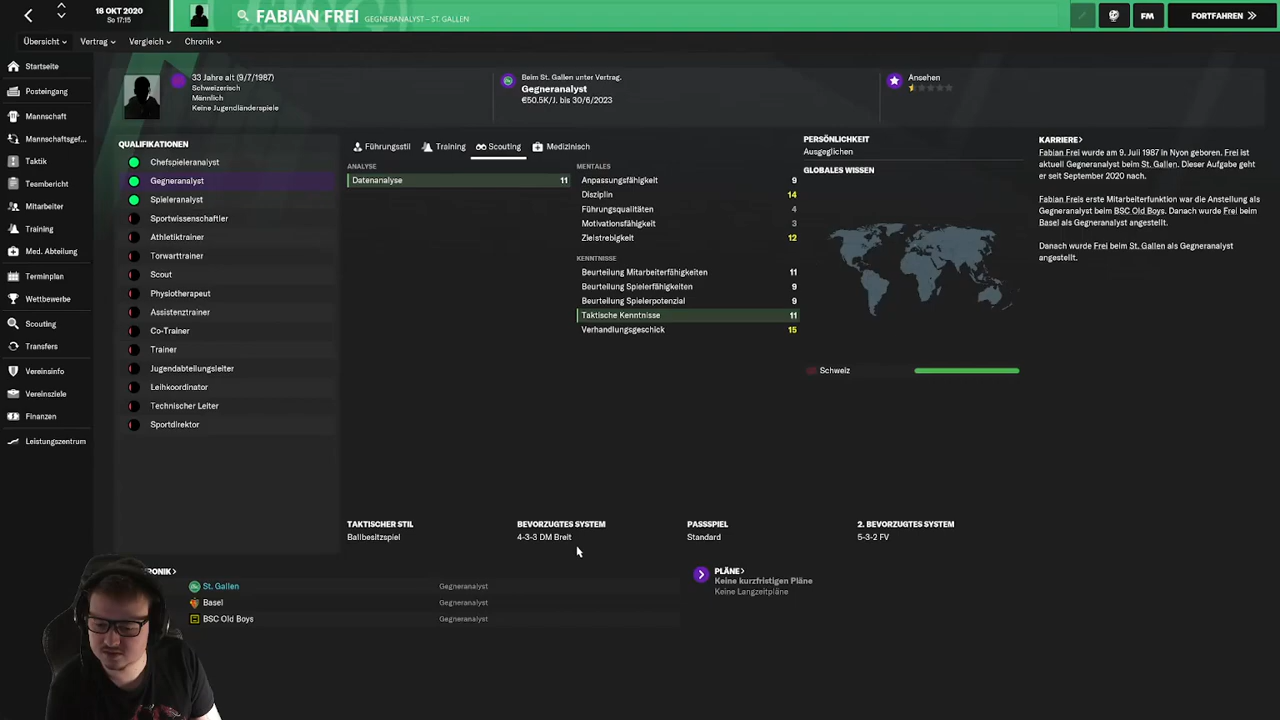 18 OKT 2020
So 17:15
FABIAN FREI GEGNERANALYST – ST. GALLEN
FM
FORTFAHREN
Übersicht
Vertrag
Vergleich
Chronik
Startseite
Posteingang
Mannschaft
Mannschaftsgef...
Taktik
Teambericht
Mitarbeiter
Training
Med. Abteilung
Terminplan
Wettbewerbe
Scouting
Transfers
Vereinsinfo
Vereinsziele
Finanzen
Leistungszentrum
33 Jahre alt (9/7/1987)
Schweizerisch
Männlich
Keine Jugendländerspiele
Beim St. Gallen unter Vertrag.
Gegneranalyst
€50.5K/J. bis 30/6/2023
Ansehen
QUALIFIKATIONEN
Chefspieleranalyst
Gegneranalyst
Spieleranalyst
Sportwissenschaftler
Athletiktrainer
Torwarttrainer
Scout
Physiotherapeut
Assistenztrainer
Co-Trainer
Trainer
Jugendabteilungsleiter
Leihkoordinator
Technischer Leiter
Sportdirektor
Führungsstil
Training
Scouting
Medizinisch
ANALYSE
Datenanalyse 11
MENTALES
Anpassungsfähigkeit 9
Disziplin 14
Führungsqualitäten 4
Motivationsfähigkeit 3
Zielstrebigkeit 12
KENNTNISSE
Beurteilung Mitarbeiterfähigkeiten 11
Beurteilung Spielerfähigkeiten 9
Beurteilung Spielerpotenzial 9
Taktische Kenntnisse 11
Verhandlungsgeschick 15
PERSÖNLICHKEIT
Ausgeglichen
GLOBALES WISSEN
Schweiz
KARRIERE
Fabian Frei wurde am 9. Juli 1987 in Nyon geboren. Frei ist
aktuell Gegneranalyst beim St. Gallen. Dieser Aufgabe geht
er seit September 2020 nach.
Fabian Freis erste Mitarbeiterfunktion war die Anstellung als
Gegneranalyst beim BSC Old Boys. Danach wurde Frei beim
Basel als Gegneranalyst angestellt.
Danach wurde Frei beim St. Gallen als Gegneranalyst
angestellt.
TAKTISCHER STIL
Ballbesitzspiel
BEVORZUGTES SYSTEM
4-3-3 DM Breit
PASSSPIEL
Standard
2. BEVORZUGTES SYSTEM
5-3-2 FV
St. Gallen Gegneranalyst
Basel Gegneranalyst
BSC Old Boys Gegneranalyst
PLÄNE
Keine kurzfristigen Pläne
Keine Langzeitpläne